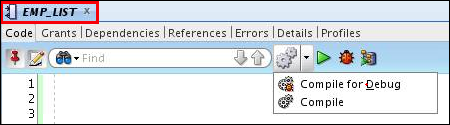 EMP_LIST x
Code Grants Dependencies References Errors Details Profiles
Find
Compile for Debug
Compile
1
2
3